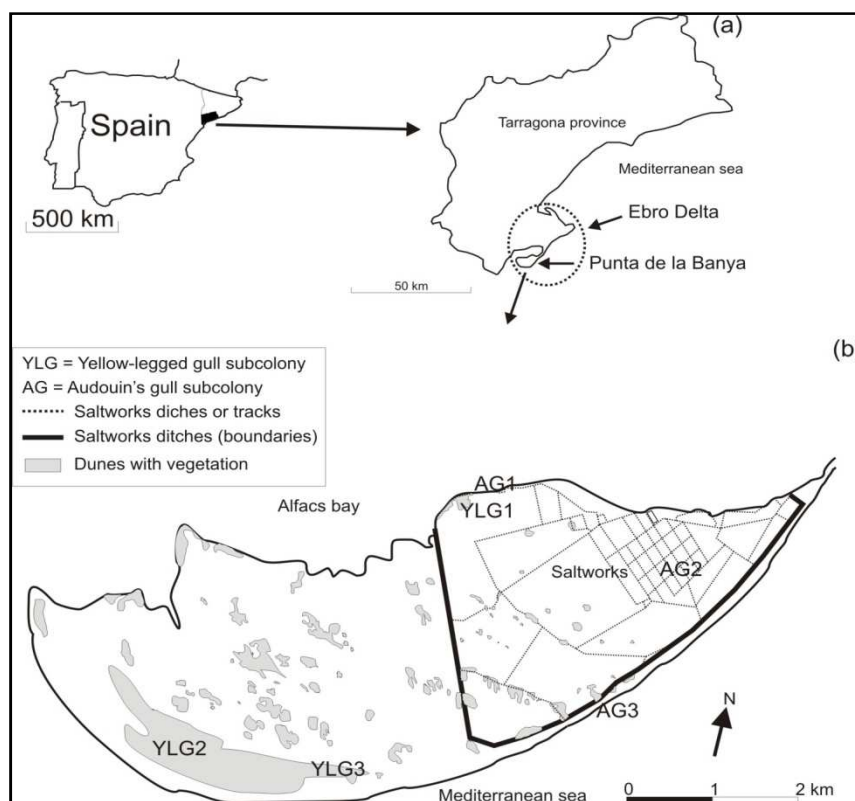 (a)
Spain
500 km
Tarragona province
Mediterranean sea
Ebro Delta
Punta de la Banya
50 km
(b
YLG = Yellow-legged gull subcolony
AG = Audouin's gull subcolony
Saltworks diches or tracks
Saltworks ditches (boundaries)
Dunes with vegetation
Alfacs bay
AG1
YLG1
Saltworks
AG2
AG3
N
YLG2
YLG3
0 1 2 km
Mediterranean sea